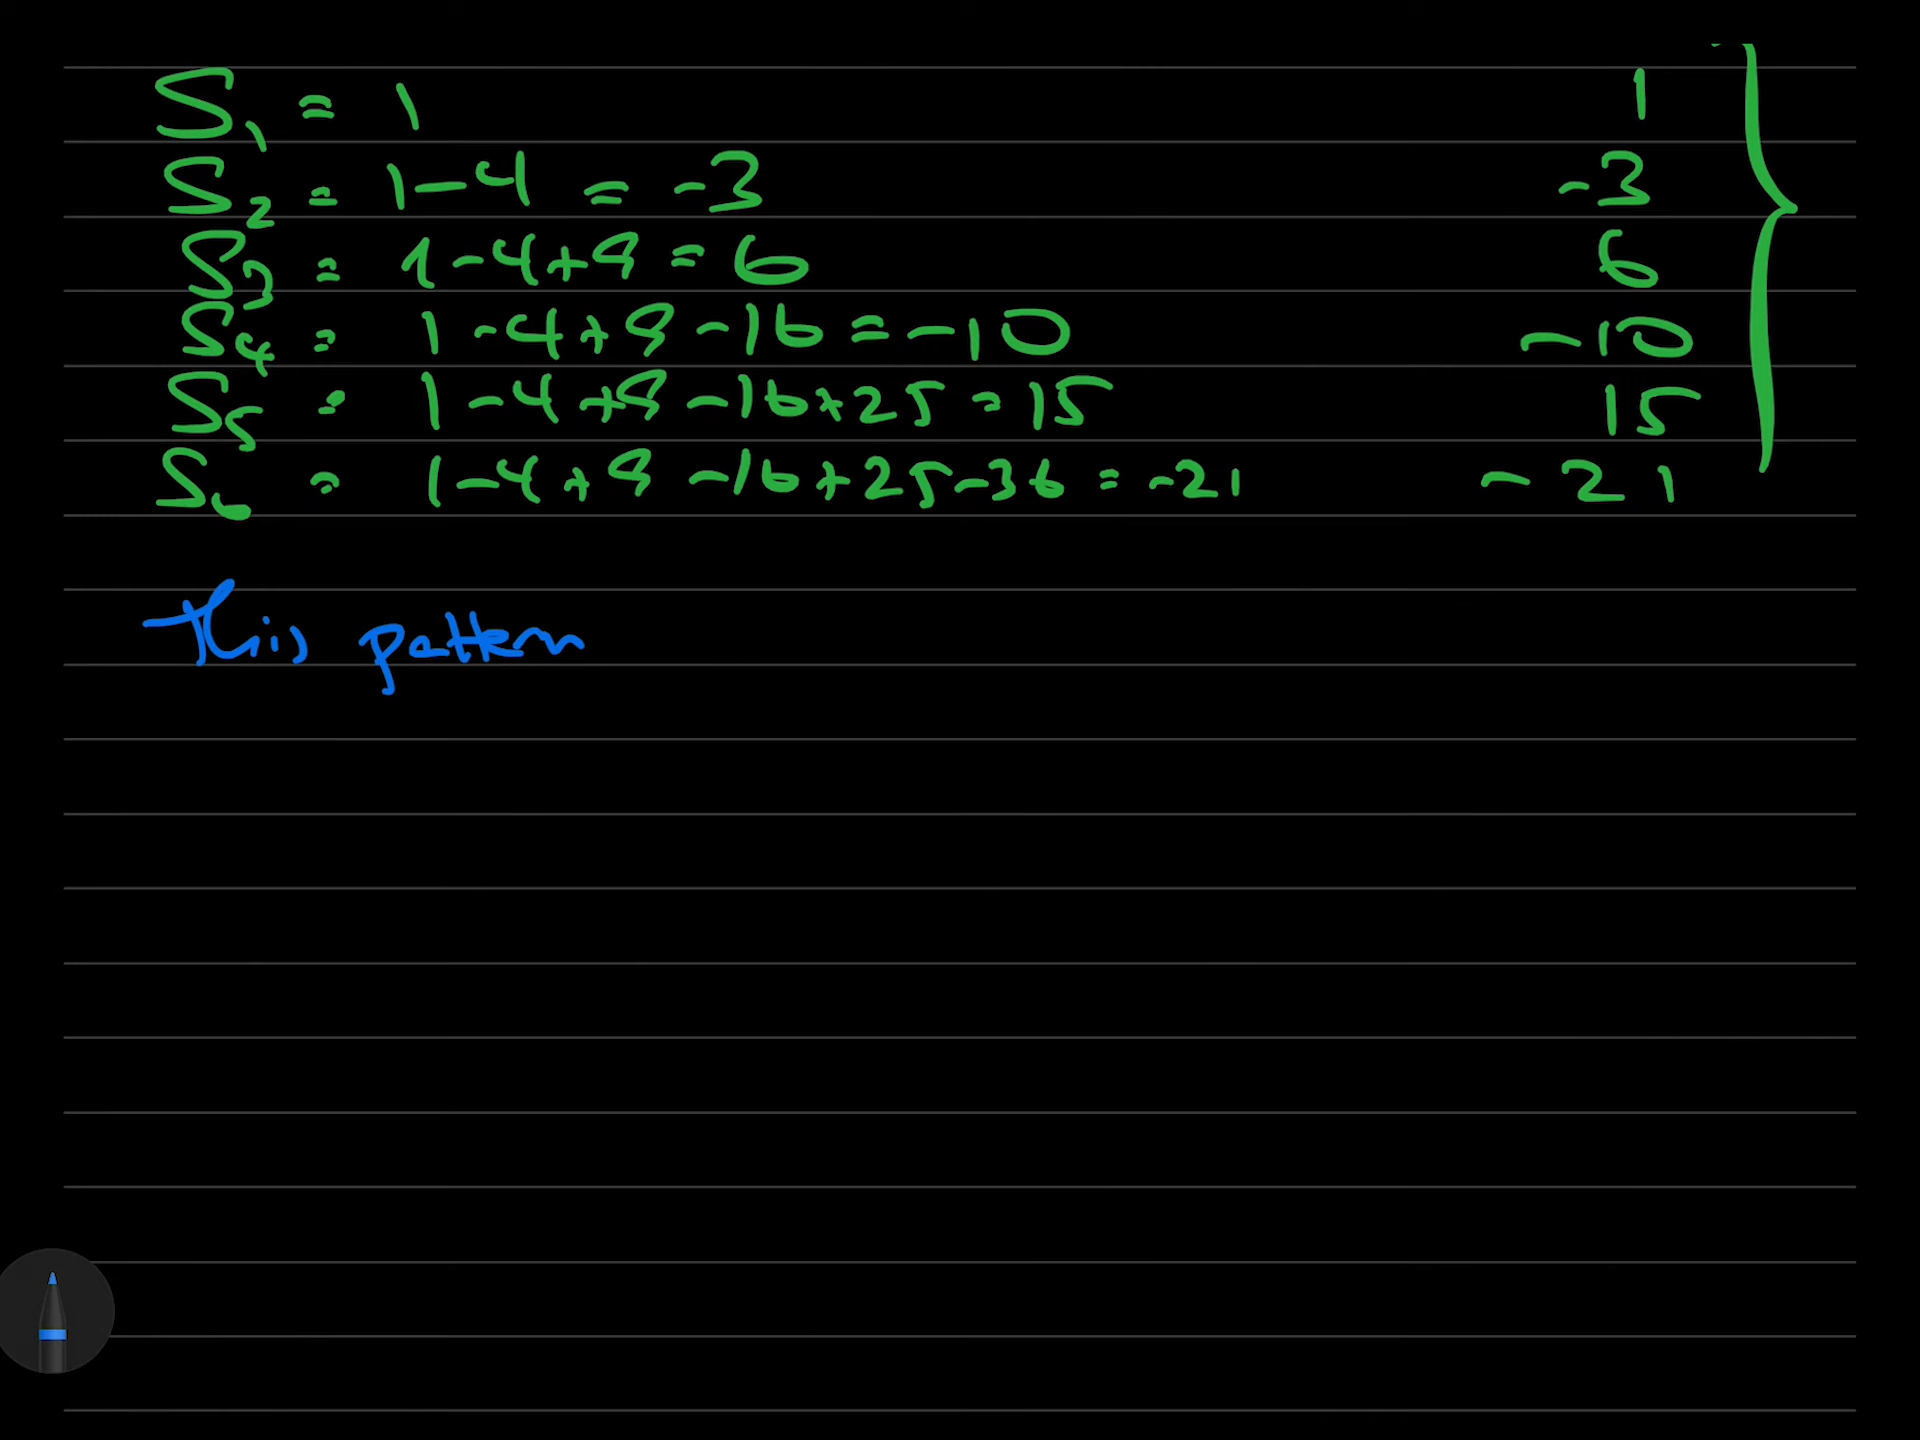 S₁ = 1 1
S₂ = 1 - 4 = -3 -3
S₃ = 1 - 4 + 9 = 6 6
S₄ = 1 - 4 + 9 - 16 = -10 -10
S₅ = 1 - 4 + 9 - 16 + 25 = 15 15
S₆ = 1 - 4 + 9 - 16 + 25 - 36 = -21 -21
This pattern